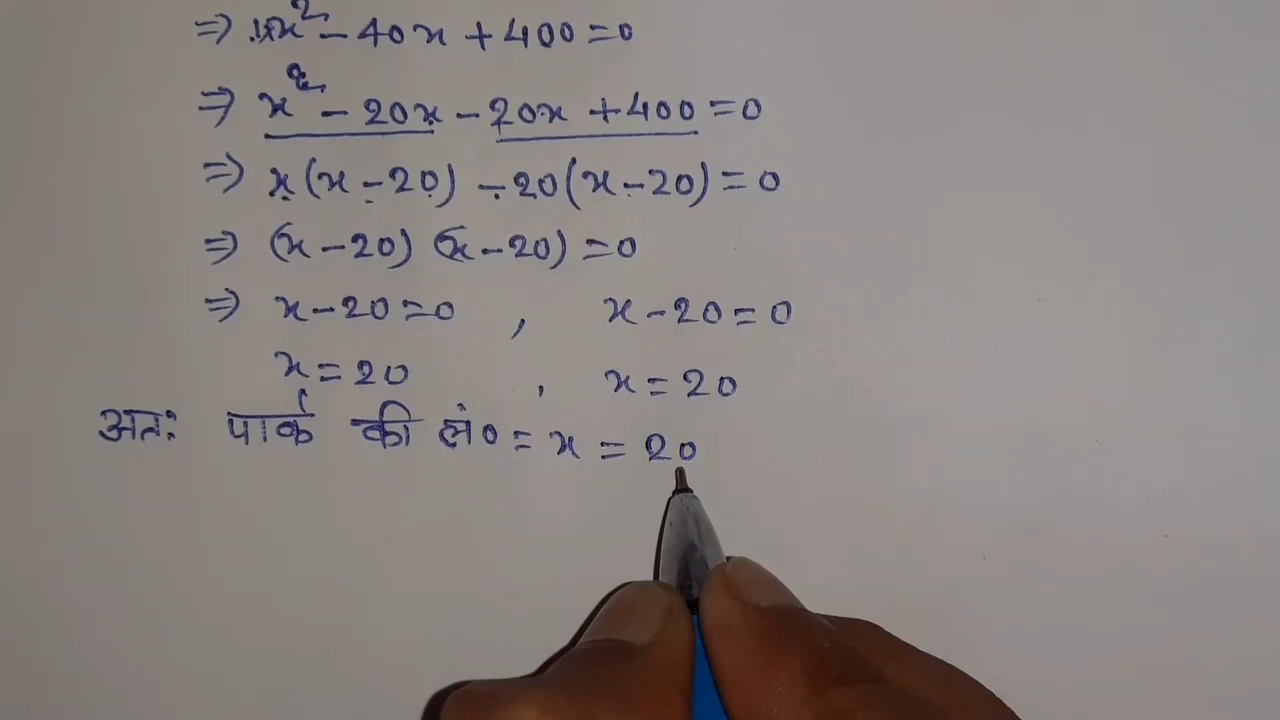 ⇒ x² - 40x + 400 = 0
⇒ x² - 20x - 20x + 400 = 0
⇒ x(x - 20) - 20(x - 20) = 0
⇒ (x - 20) (x - 20) = 0
⇒ x - 20 = 0 , x - 20 = 0
x = 20 , x = 20
अतः पार्क की लं० = x = 20